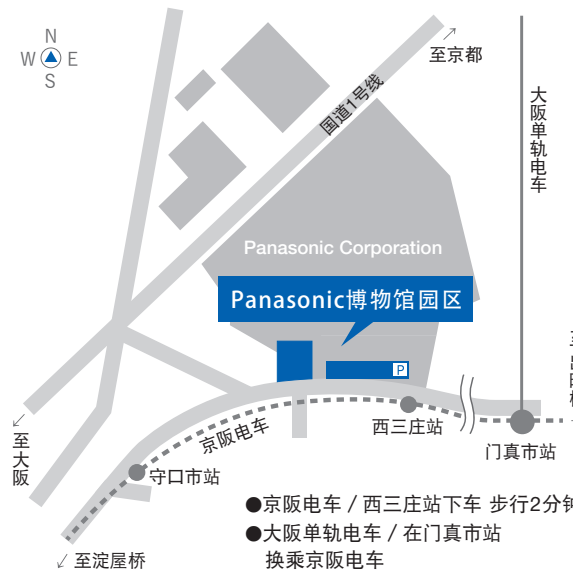 N
W E
S
至京都
国道1号线
大阪单轨电车
Panasonic Corporation
Panasonic博物馆园区
P
京阪电车
西三庄站
门真市站
至大阪
守口市站
至淀屋桥
●京阪电车 / 西三庄站下车 步行2分钟
●大阪单轨电车 / 在门真市站
换乘京阪电车